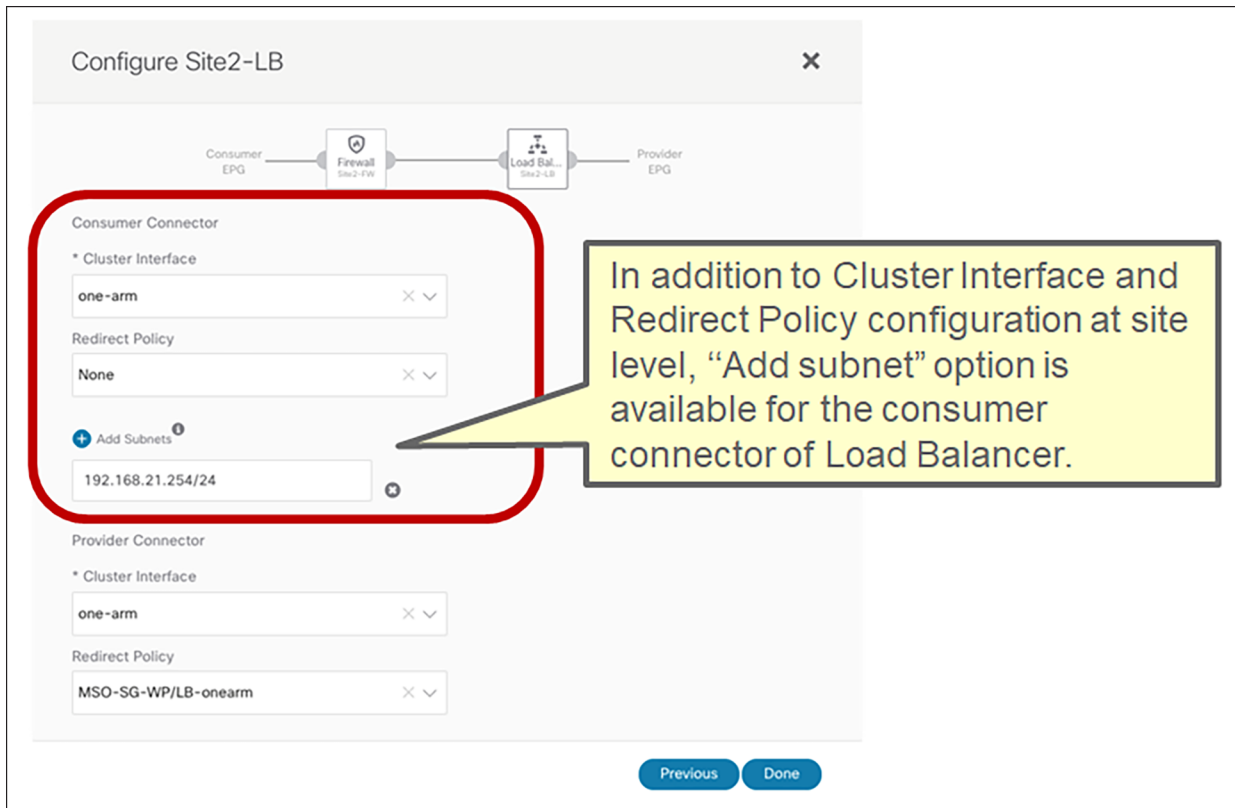 Configure Site2-LB
Consumer
EPG
Firewall
Site2-FW
Load Bal...
Site2-LB
Provider
EPG
Consumer Connector
* Cluster Interface
one-arm
Redirect Policy
None
Add Subnets
192.168.21.254/24
Provider Connector
* Cluster Interface
one-arm
Redirect Policy
MSO-SG-WP/LB-onearm
Previous
Done
In addition to Cluster Interface and
Redirect Policy configuration at site
level, “Add subnet” option is
available for the consumer
connector of Load Balancer.